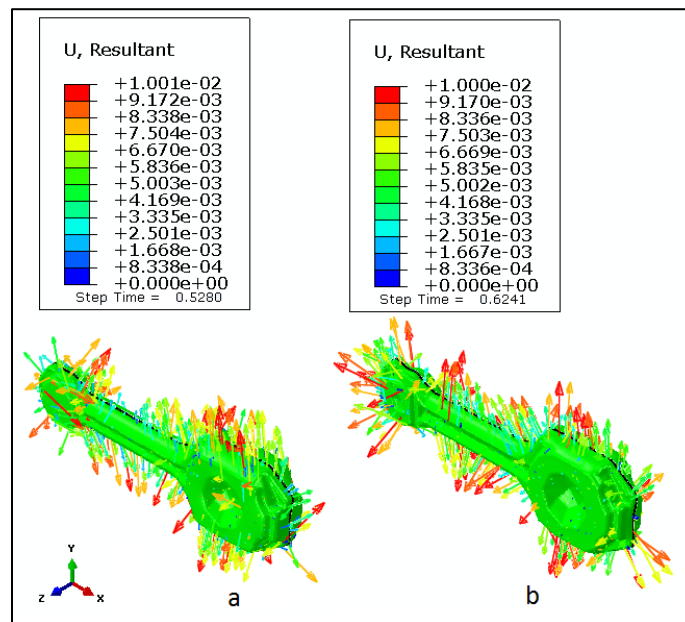 U, Resultant
+1.001e-02
+9.172e-03
+8.338e-03
+7.504e-03
+6.670e-03
+5.836e-03
+5.003e-03
+4.169e-03
+3.335e-03
+2.501e-03
+1.668e-03
+8.338e-04
+0.000e+00
Step Time = 0.5280
U, Resultant
+1.000e-02
+9.170e-03
+8.336e-03
+7.503e-03
+6.669e-03
+5.835e-03
+5.002e-03
+4.168e-03
+3.335e-03
+2.501e-03
+1.667e-03
+8.336e-04
+0.000e+00
Step Time = 0.6241
Y
Z
X
a
b